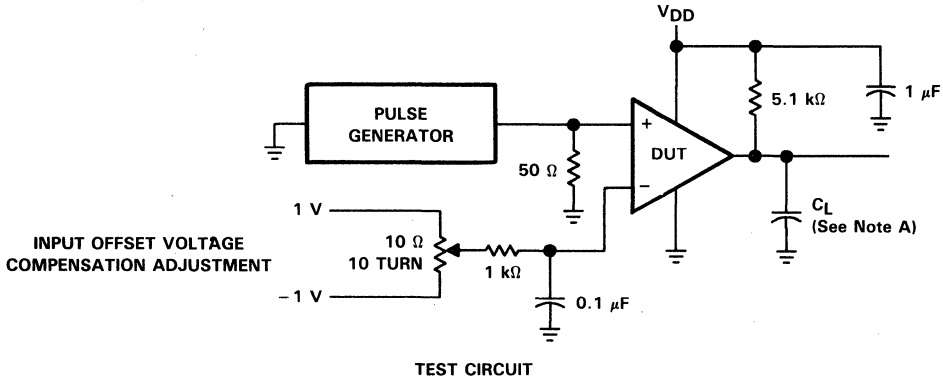 VDD
PULSE
GENERATOR
50 Ω
+
−
DUT
5.1 kΩ
1 μF
CL
(See Note A)
1 V
INPUT OFFSET VOLTAGE
COMPENSATION ADJUSTMENT
10 Ω
10 TURN
− 1 V
1 kΩ
0.1 μF
TEST CIRCUIT